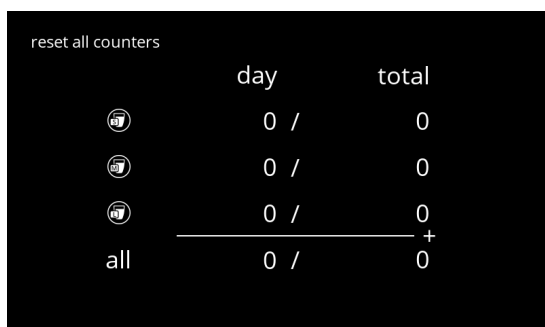 reset all counters
day total
S 0 / 0
M 0 / 0
L 0 / 0
+
all 0 / 0